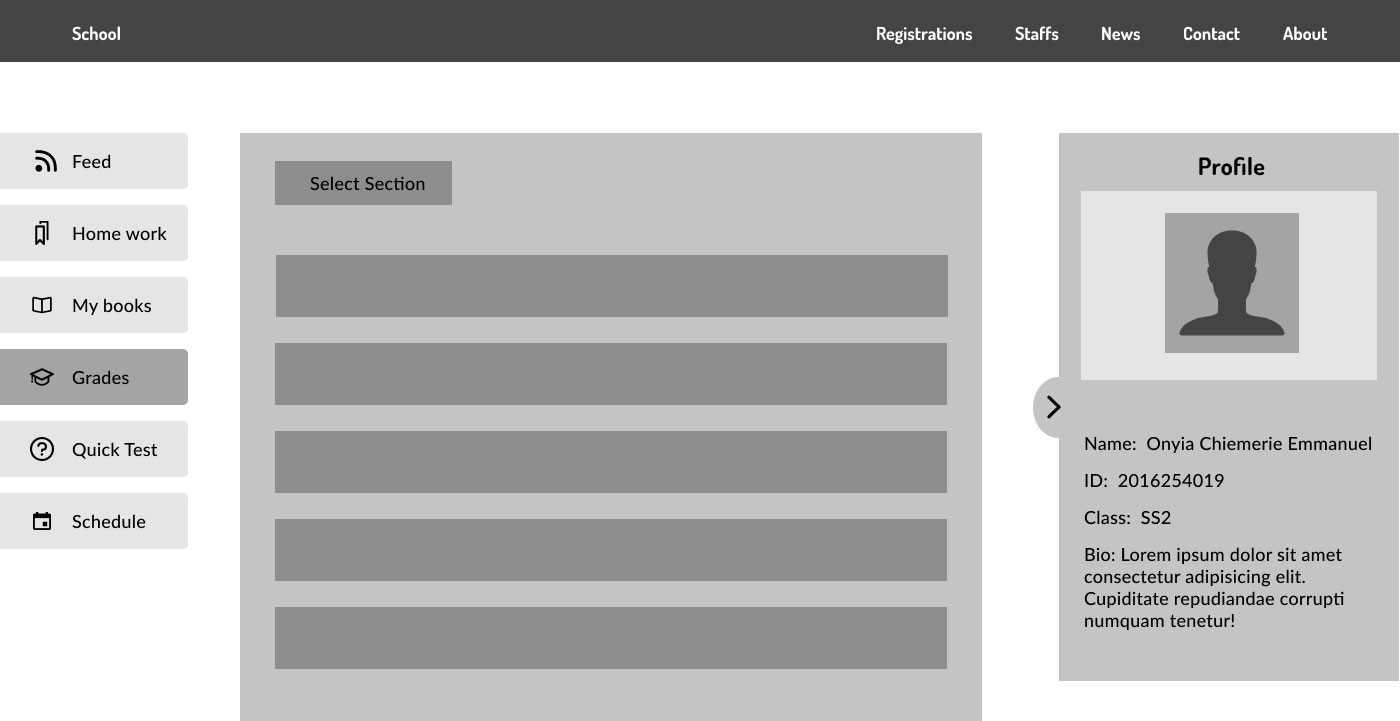 School
Registrations
Staffs
News
Contact
About
Feed
Home work
My books
Grades
Quick Test
Schedule
Select Section
Profile
Name: Onyia Chiemerie Emmanuel
ID: 2016254019
Class: SS2
Bio: Lorem ipsum dolor sit amet
consectetur adipisicing elit.
Cupiditate repudiandae corrupti
numquam tenetur!